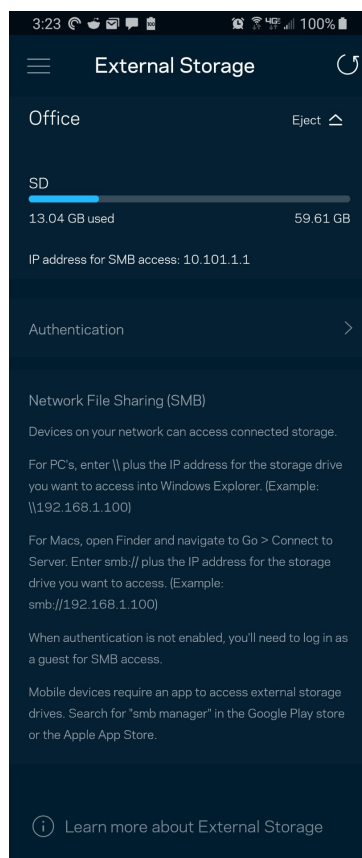 3:23 100%
External Storage
Office Eject
SD
13.04 GB used 59.61 GB
IP address for SMB access: 10.101.1.1
Authentication
Network File Sharing (SMB)
Devices on your network can access connected storage.
For PC's, enter \\ plus the IP address for the storage drive
you want to access into Windows Explorer. (Example:
\\192.168.1.100)
For Macs, open Finder and navigate to Go > Connect to
Server. Enter smb:// plus the IP address for the storage
drive you want to access. (Example:
smb://192.168.1.100)
When authentication is not enabled, you'll need to log in as
a guest for SMB access.
Mobile devices require an app to access external storage
drives. Search for "smb manager" in the Google Play store
or the Apple App Store.
Learn more about External Storage